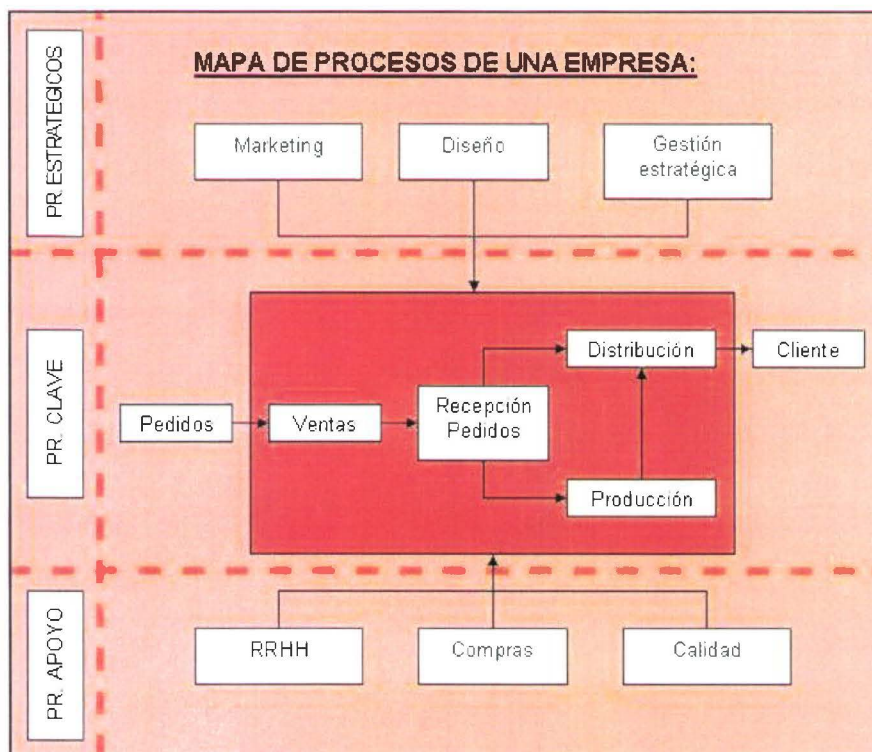 MAPA DE PROCESOS DE UNA EMPRESA:
PR. ESTRATEGICOS
Marketing
Diseño
Gestión
estratégica
PR. CLAVE
Pedidos
Ventas
Recepción
Pedidos
Distribución
Cliente
Producción
PR. APOYO
RRHH
Compras
Calidad